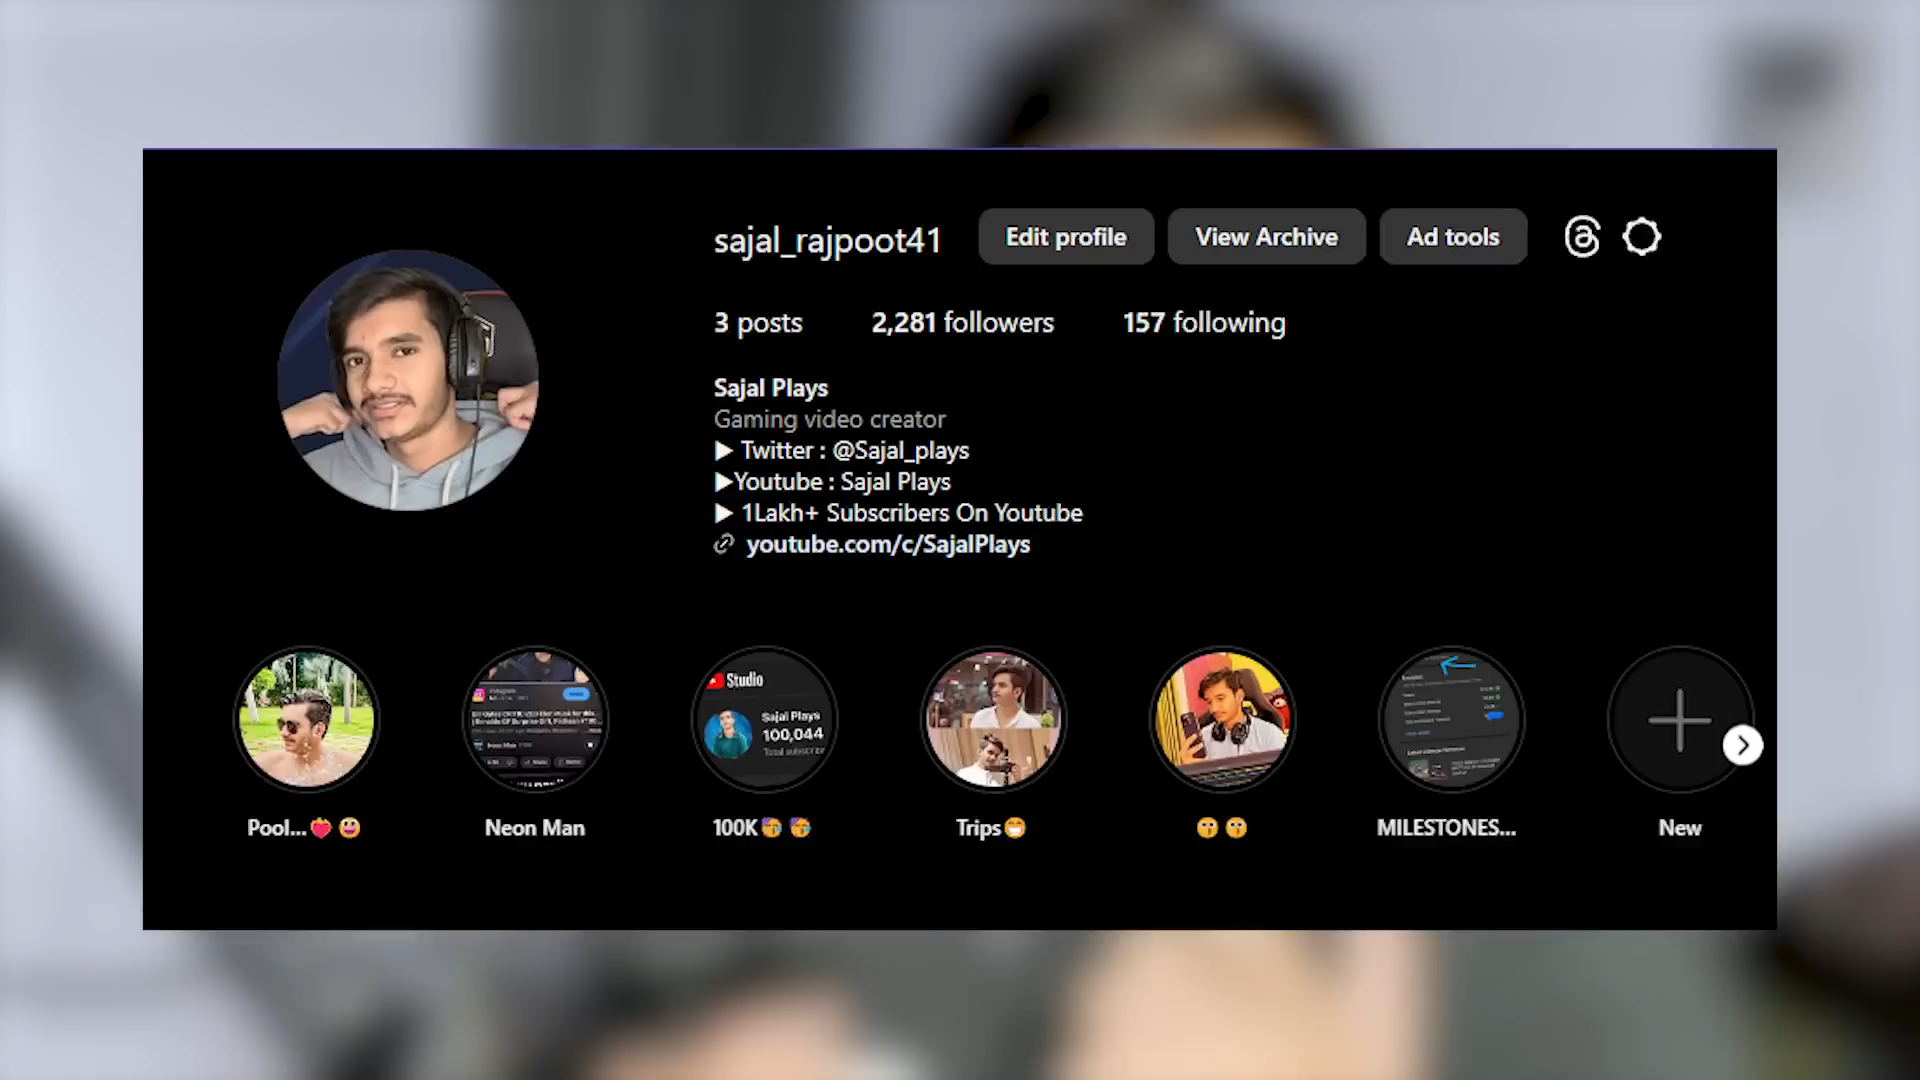 sajal_rajpoot41 Edit profile View Archive Ad tools
3 posts 2,281 followers 157 following
Sajal Plays
Gaming video creator
▶ Twitter : @Sajal_plays
▶Youtube : Sajal Plays
▶ 1Lakh+ Subscribers On Youtube
youtube.com/c/SajalPlays
Studio
Sajal Plays
100,044
Total subscriber
Pool...❤️‍🔥 😀 Neon Man 100K🥳 🥳 Trips😁 🤫 🤫 MILESTONES... New